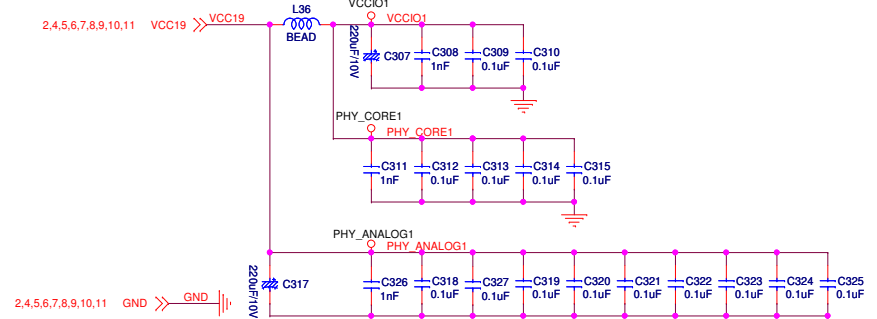 VCCIO1
L36
2,4,5,6,7,8,9,10,11 VCC19 VCC19 VCCIO1
BEAD
220uF/10V
C307 C308 C309 C310
1nF 0.1uF 0.1uF
PHY_CORE1
PHY_CORE1
C311 C312 C313 C314 C315
1nF 0.1uF 0.1uF 0.1uF 0.1uF
PHY_ANALOG1
PHY_ANALOG1
220uF/10V
C317 C326 C318 C327 C319 C320 C321 C322 C323 C324 C325
1nF 0.1uF 0.1uF 0.1uF 0.1uF 0.1uF 0.1uF 0.1uF 0.1uF 0.1uF
2,4,5,6,7,8,9,10,11 GND GND